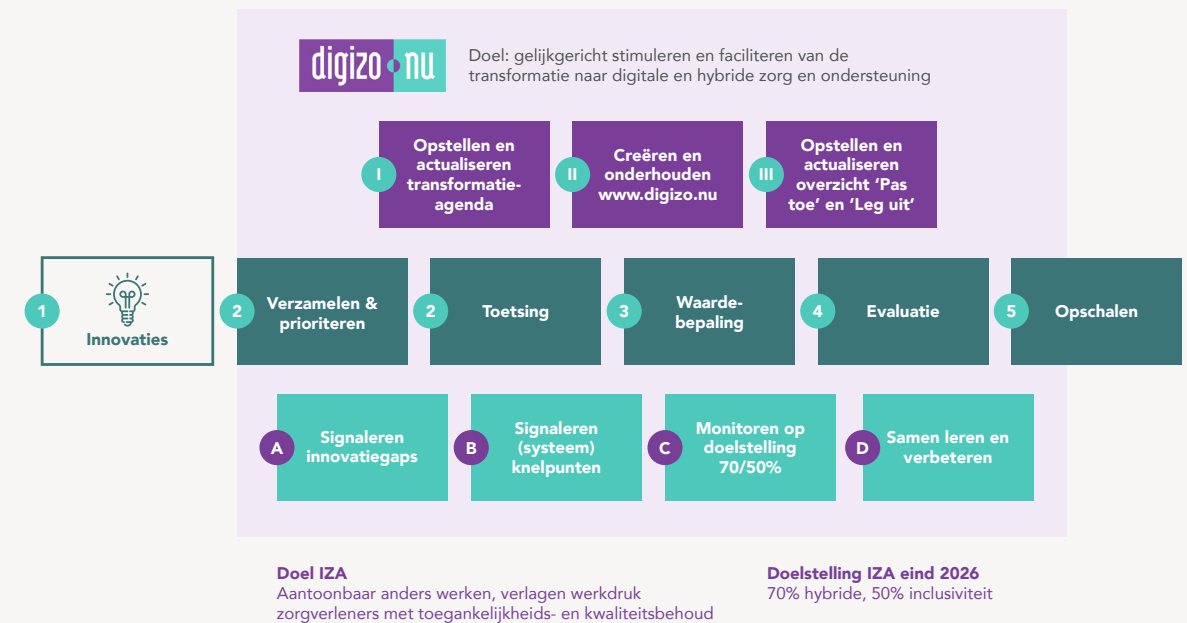 digizo nu
Doel: gelijkgericht stimuleren en faciliteren van de
transformatie naar digitale en hybride zorg en ondersteuning
I
Opstellen en
actualiseren
transformatie-
agenda
II
Creëren en
onderhouden
www.digizo.nu
III
Opstellen en
actualiseren
overzicht ‘Pas
toe’ en ‘Leg uit’
1
Innovaties
2
Verzamelen &
prioriteren
2
Toetsing
3
Waarde-
bepaling
4
Evaluatie
5
Opschalen
A
Signaleren
innovatiegaps
B
Signaleren
(systeem)
knelpunten
C
Monitoren op
doelstelling
70/50%
D
Samen leren en
verbeteren
Doel IZA
Aantoonbaar anders werken, verlagen werkdruk
zorgverleners met toegankelijkheids- en kwaliteitsbehoud
Doelstelling IZA eind 2026
70% hybride, 50% inclusiviteit